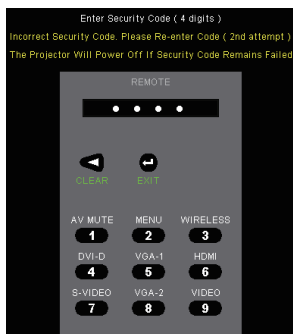 Enter Security Code ( 4 digits )
Incorrect Security Code. Please Re-enter Code ( 2nd attempt )
The Projector Will Power Off If Security Code Remains Failed
REMOTE
CLEAR EXIT
AV MUTE MENU WIRELESS
1 2 3
DVI-D VGA-1 HDMI
4 5 6
S-VIDEO VGA-2 VIDEO
7 8 9